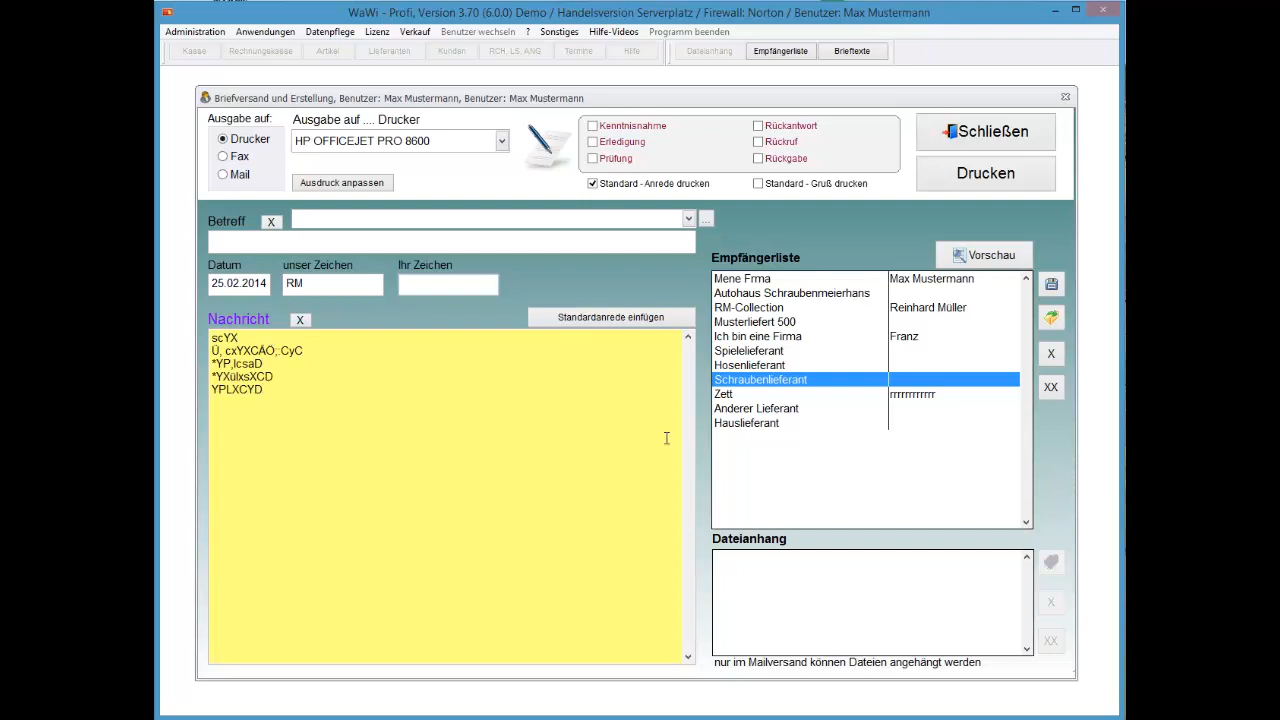 WaWi - Profi, Version 3.70 (6.0.0) Demo / Handelsversion Serverplatz / Firewall: Norton / Benutzer: Max Mustermann
Administration Anwendungen Datenpflege Lizenz Verkauf Benutzer wechseln ? Sonstiges Hilfe-Videos Programm beenden
Kasse Rechnungskasse Artikel Lieferanten Kunden RCH, LS, ANG Termine Hilfe Dateianhang Empfängerliste Brieftexte
Briefversand und Erstellung, Benutzer: Max Mustermann, Benutzer: Max Mustermann
Ausgabe auf: Ausgabe auf .... Drucker
Drucker HP OFFICEJET PRO 8600
Fax
Mail
Ausdruck anpassen
Kenntnisnahme Rückantwort
Erledigung Rückruf
Prüfung Rückgabe
Standard - Anrede drucken Standard - Gruß drucken
Schließen
Drucken
Betreff X ...
Datum unser Zeichen Ihr Zeichen
25.02.2014 RM
Nachricht X Standardanrede einfügen
scYX
Ü, cxYXCÄÖ;:CyC
*YP,lcsaD
*YXülxsXCD
YPLXCYD
Empfängerliste Vorschau
Mene Frma Max Mustermann
Autohaus Schraubenmeierhans
RM-Collection Reinhard Müller
Musterliefert 500
Ich bin eine Firma Franz
Spielelieferant
Hosenlieferant
Schraubenlieferant
Zett rrrrrrrrrrrr
Anderer Lieferant
Hauslieferant
X
XX
Dateianhang
X
XX
nur im Mailversand können Dateien angehängt werden